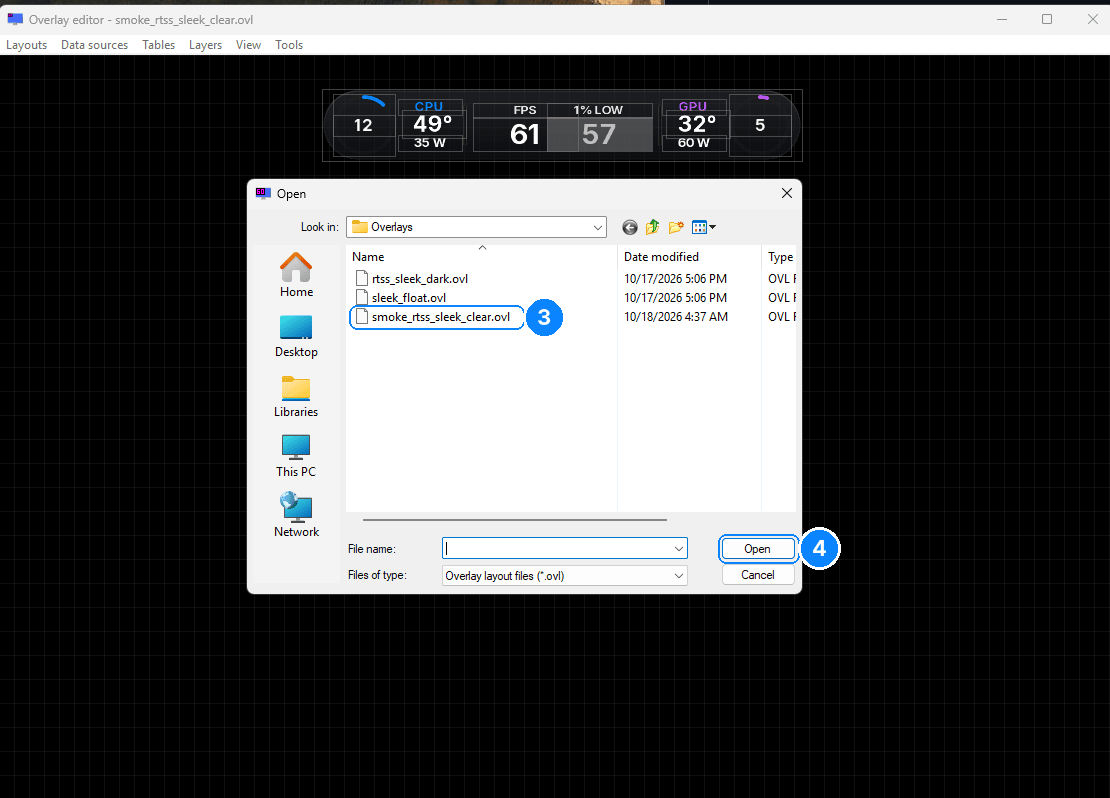 Overlay editor - smoke_rtss_sleek_clear.ovl
Layouts Data sources Tables Layers View Tools
12
CPU
49°
35 W
FPS
61
1% LOW
57
GPU
32°
60 W
5
Open
Look in: Overlays
Name Date modified Type
rtss_sleek_dark.ovl 10/17/2026 5:06 PM OVL F
sleek_float.ovl 10/17/2026 5:06 PM OVL F
smoke_rtss_sleek_clear.ovl 10/18/2026 4:37 AM OVL F
3
Home
Desktop
Libraries
This PC
Network
File name: Open
4
Files of type: Overlay layout files (*.ovl) Cancel